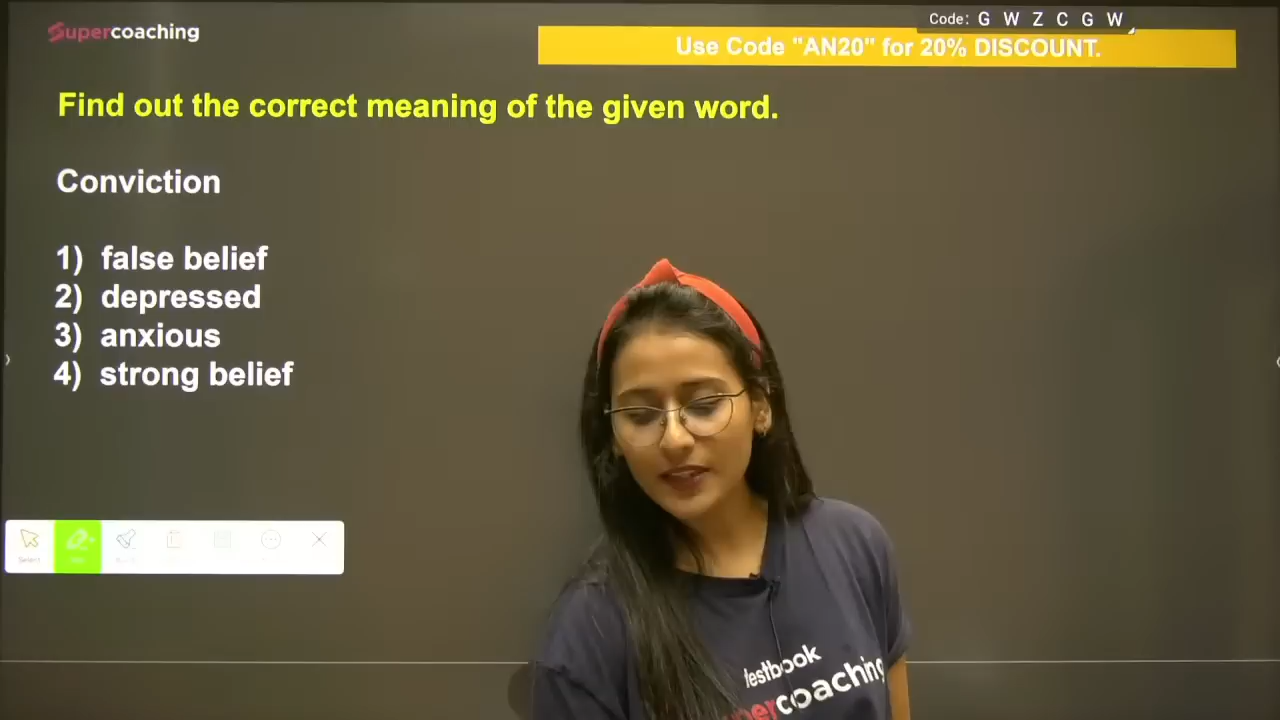 Supercoaching
Code: G W Z C G W
Use Code "AN20" for 20% DISCOUNT.
Find out the correct meaning of the given word.
Conviction
1) false belief
2) depressed
3) anxious
4) strong belief
Select
testbook
supercoaching